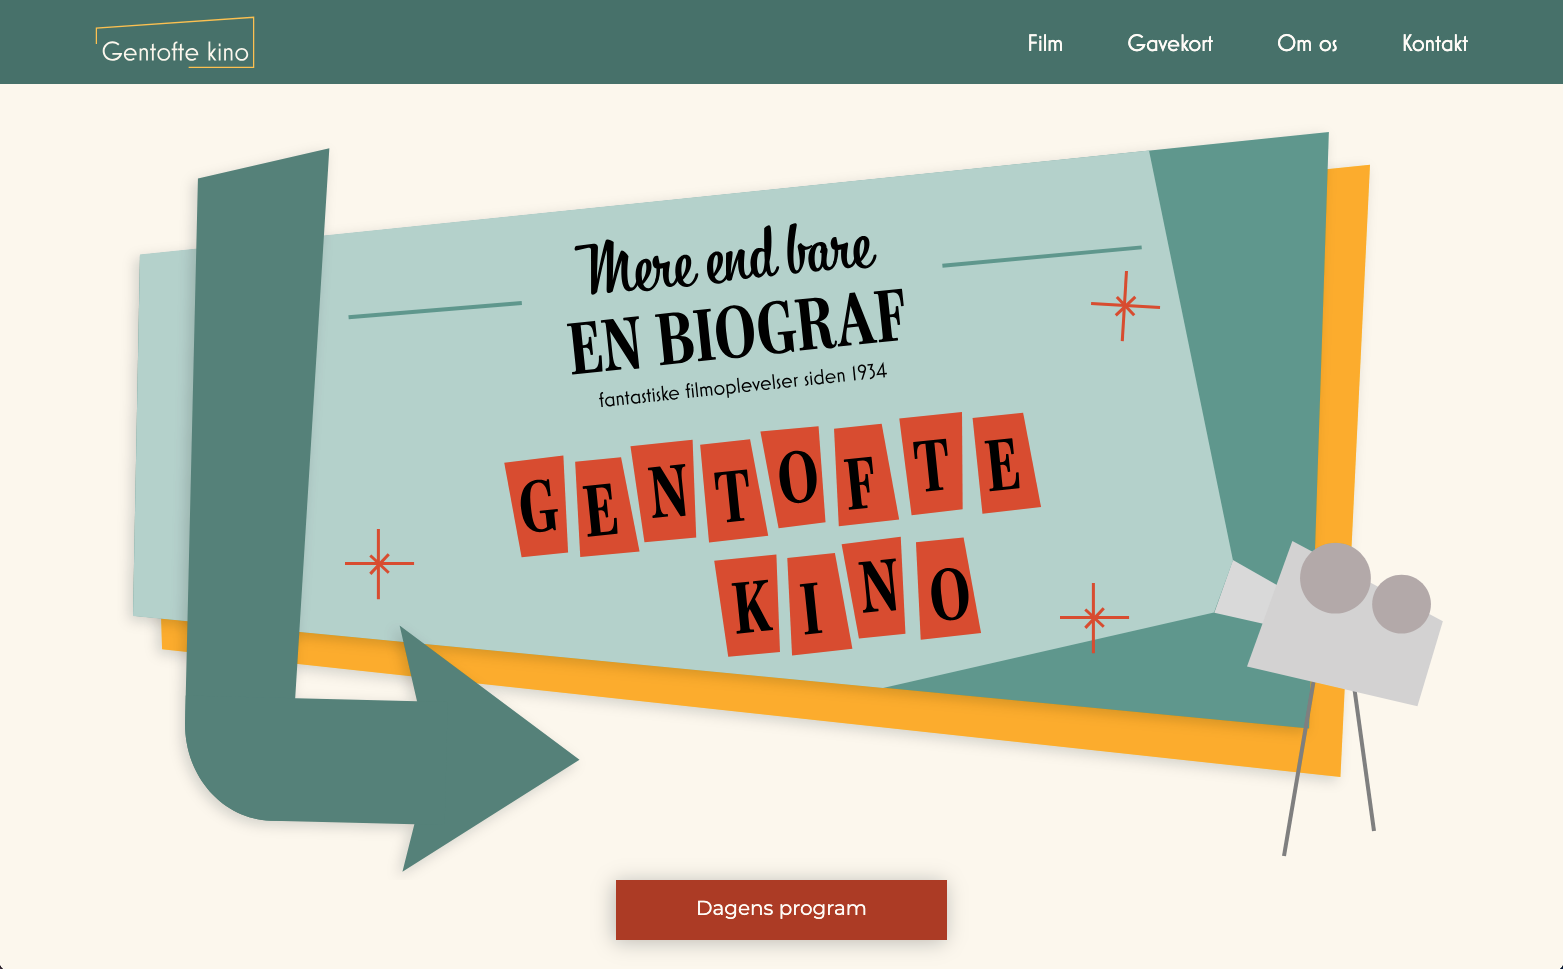 Gentofte kino
Film
Gavekort
Om os
Kontakt
Mere end bare
EN BIOGRAF
fantastiske filmoplevelser siden 1934
GENTOFTE
KINO
Dagens program